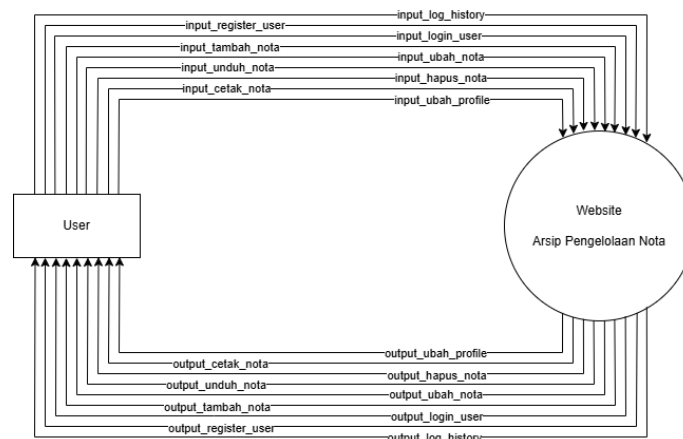 input_log_history
input_register_user
input_login_user
input_tambah_nota
input_ubah_nota
input_unduh_nota
input_hapus_nota
input_cetak_nota
input_ubah_profile
User
Website
Arsip Pengelolaan Nota
output_ubah_profile
output_cetak_nota
output_hapus_nota
output_unduh_nota
output_ubah_nota
output_tambah_nota
output_login_user
output_register_user
output_log_history